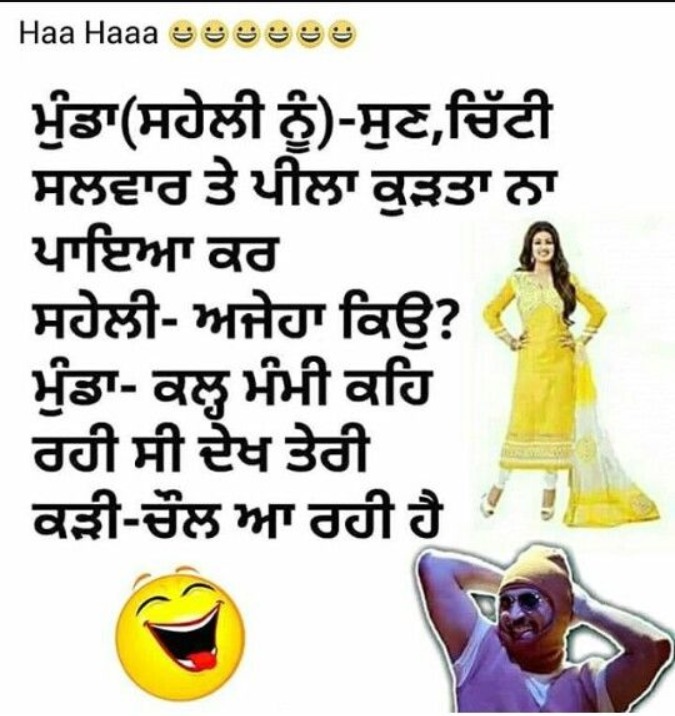 Haa Haaa 😀😀😀😀😀😀
ਮੁੰਡਾ(ਸਹੇਲੀ ਨੂੰ)-ਸੁਣ,ਚਿੱਟੀ
ਸਲਵਾਰ ਤੇ ਪੀਲਾ ਕੁੜਤਾ ਨਾ
ਪਾਇਆ ਕਰ
ਸਹੇਲੀ- ਅਜੇਹਾ ਕਿਉ?
ਮੁੰਡਾ- ਕਲ੍ਹ ਮੰਮੀ ਕਹਿ
ਰਹੀ ਸੀ ਦੇਖ ਤੇਰੀ
ਕੜੀ-ਚੌਲ ਆ ਰਹੀ ਹੈ